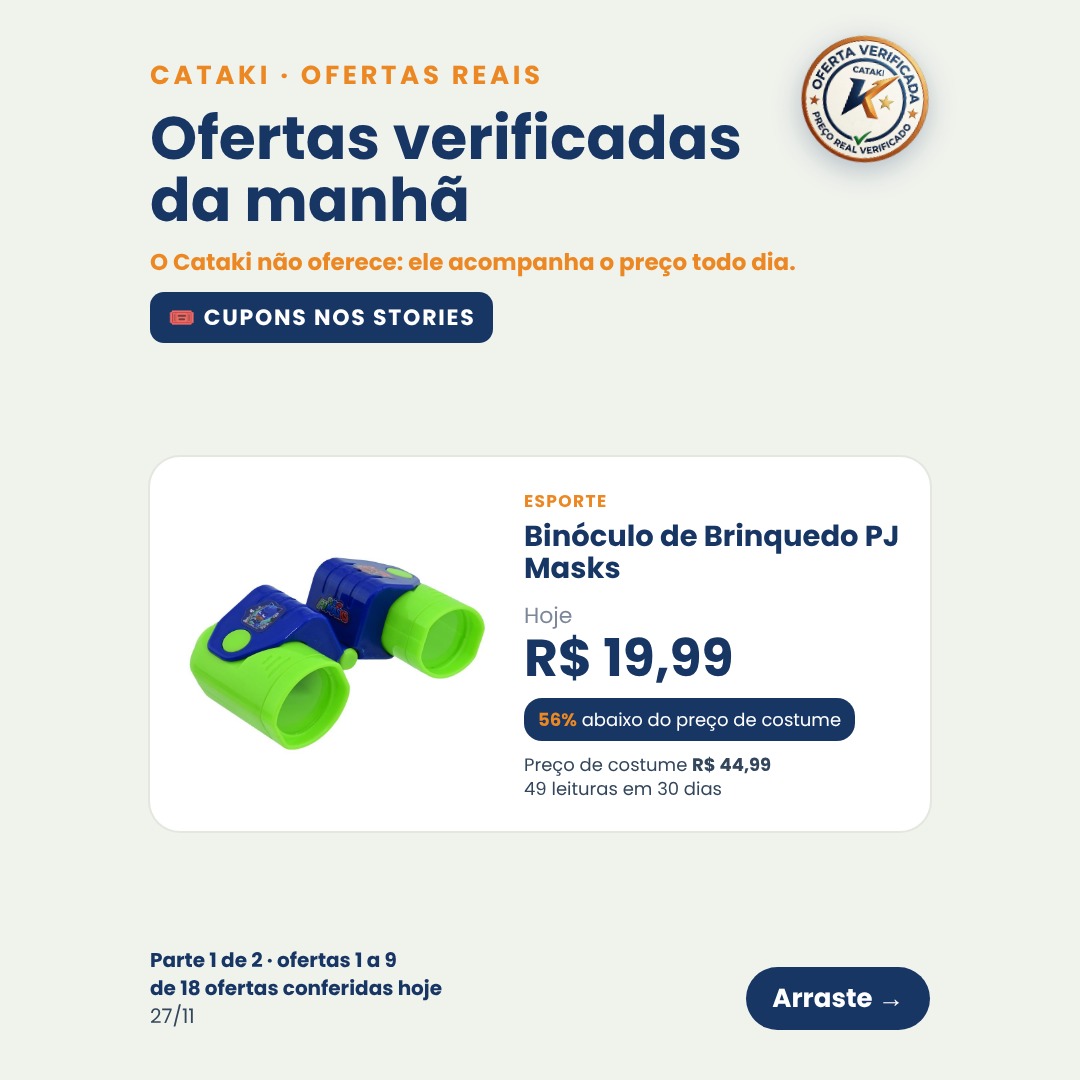 CATAKI · OFERTAS REAIS
Ofertas verificadas
da manhã
O Cataki não oferece: ele acompanha o preço todo dia.
CUPONS NOS STORIES
OFERTA VERIFICADA
CATAKI
PREÇO REAL VERIFICADO
ESPORTE
Binóculo de Brinquedo PJ
Masks
Hoje
R$ 19,99
56% abaixo do preço de costume
Preço de costume R$ 44,99
49 leituras em 30 dias
Parte 1 de 2 · ofertas 1 a 9
de 18 ofertas conferidas hoje
27/11
Arraste →